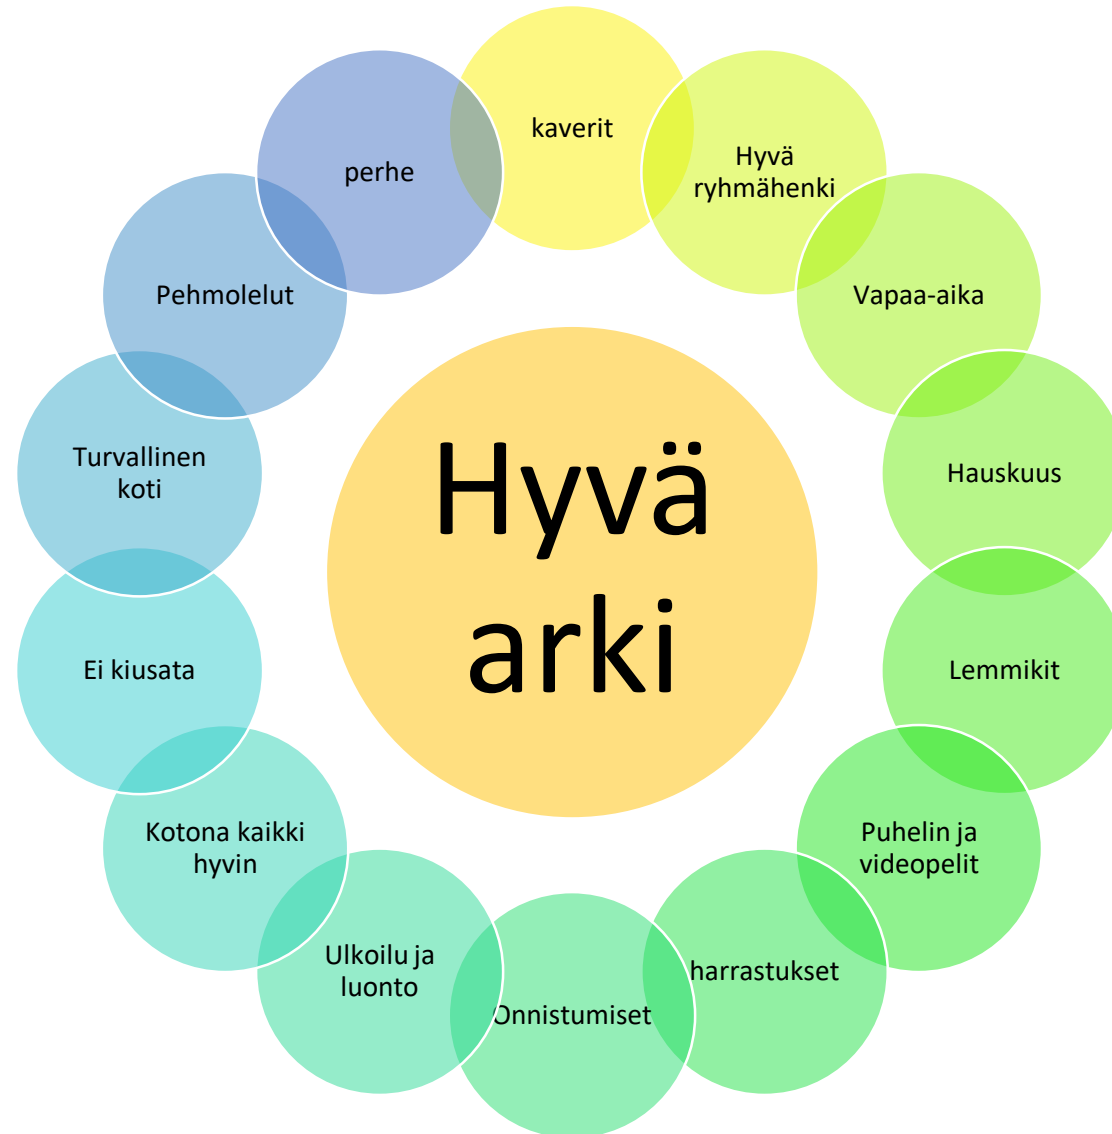 kaverit
Hyvä
ryhmähenki
Vapaa-aika
Hauskuus
Lemmikit
Puhelin ja
videopelit
harrastukset
Onnistumiset
Ulkoilu ja
luonto
Kotona kaikki
hyvin
Ei kiusata
Turvallinen
koti
Pehmolelut
perhe
Hyvä
arki